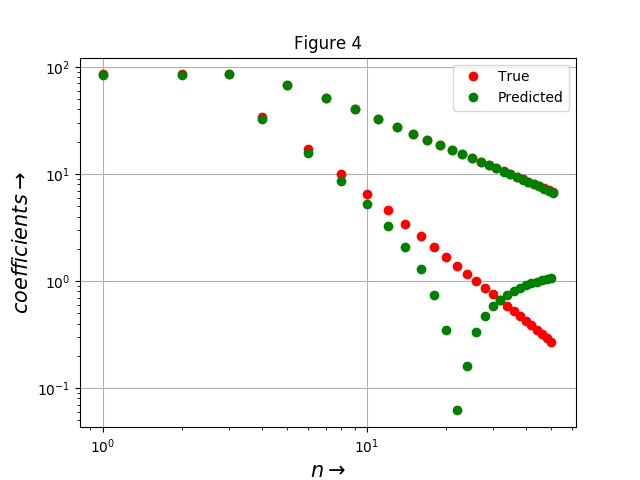 Figure 4
True
Predicted
coefficients→
10²
10¹
10⁰
10⁻¹
10⁰
10¹
n→